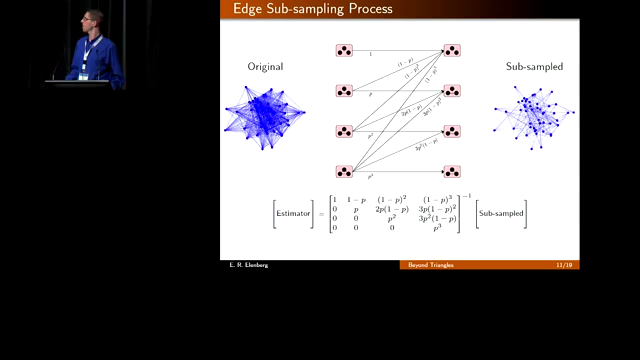 Edge Sub-sampling Process
Original
Sub-sampled
1
(1 − p)
(1 − p)²
(1 − p)³
p
2p(1 − p)
3p(1 − p)²
p²
3p²(1 − p)
p³
[Estimator] =
1 1 − p (1 − p)² (1 − p)³
0 p 2p(1 − p) 3p(1 − p)²
0 0 p² 3p²(1 − p)
0 0 0 p³
−1
[Sub-sampled]
E. R. Elenberg
Beyond Triangles
11/19